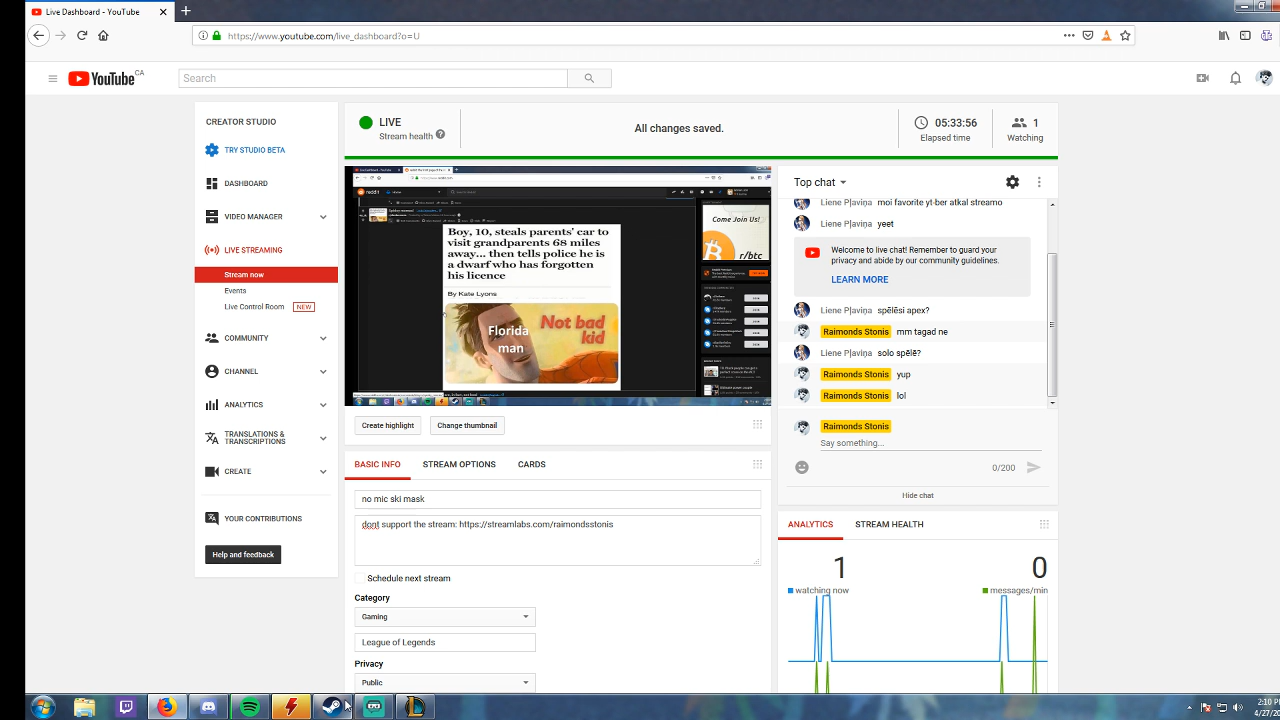 Live Dashboard - YouTube
https://www.youtube.com/live_dashboard?o=U
YouTube CA
Search
CREATOR STUDIO
TRY STUDIO BETA
DASHBOARD
VIDEO MANAGER
LIVE STREAMING
Stream now
Events
Live Control Room NEW
COMMUNITY
CHANNEL
ANALYTICS
TRANSLATIONS &
TRANSCRIPTIONS
CREATE
YOUR CONTRIBUTIONS
Help and feedback
LIVE
Stream health ?
All changes saved.
05:33:56
Elapsed time
1
Watching
reddit
Come Join Us!
r/btc
Boy, 10, steals parents' car to
visit grandparents 68 miles
away... then tells police he is
a dwarf who has forgotten
his licence
By Kate Lyons
Florida
man
Not bad
kid
Create highlight
Change thumbnail
BASIC INFO
STREAM OPTIONS
CARDS
no mic ski mask
dont support the stream: https://streamlabs.com/raimondsstonis
Schedule next stream
Category
Gaming
League of Legends
Privacy
Public
Top chat
Liene Pļaviņa moi favorite yt-ber atkal streamo
Liene Pļaviņa yeet
Welcome to live chat! Remember to guard your
privacy and abide by our community guidelines.
LEARN MORE
Liene Pļaviņa spēlēsi apex?
Raimonds Stonis mm tagad ne
Liene Pļaviņa solo spēlē?
Raimonds Stonis yup
Raimonds Stonis lol
Raimonds Stonis
Say something...
0/200
Hide chat
ANALYTICS
STREAM HEALTH
1
watching now
0
messages/min
2:10 P
4/27/20